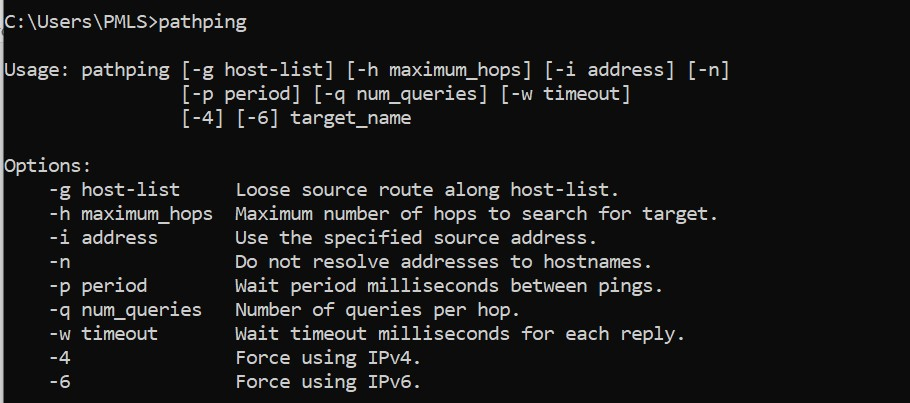 C:\Users\PMLS>pathping
Usage: pathping [-g host-list] [-h maximum_hops] [-i address] [-n]
[-p period] [-q num_queries] [-w timeout]
[-4] [-6] target_name
Options:
-g host-list Loose source route along host-list.
-h maximum_hops Maximum number of hops to search for target.
-i address Use the specified source address.
-n Do not resolve addresses to hostnames.
-p period Wait period milliseconds between pings.
-q num_queries Number of queries per hop.
-w timeout Wait timeout milliseconds for each reply.
-4 Force using IPv4.
-6 Force using IPv6.